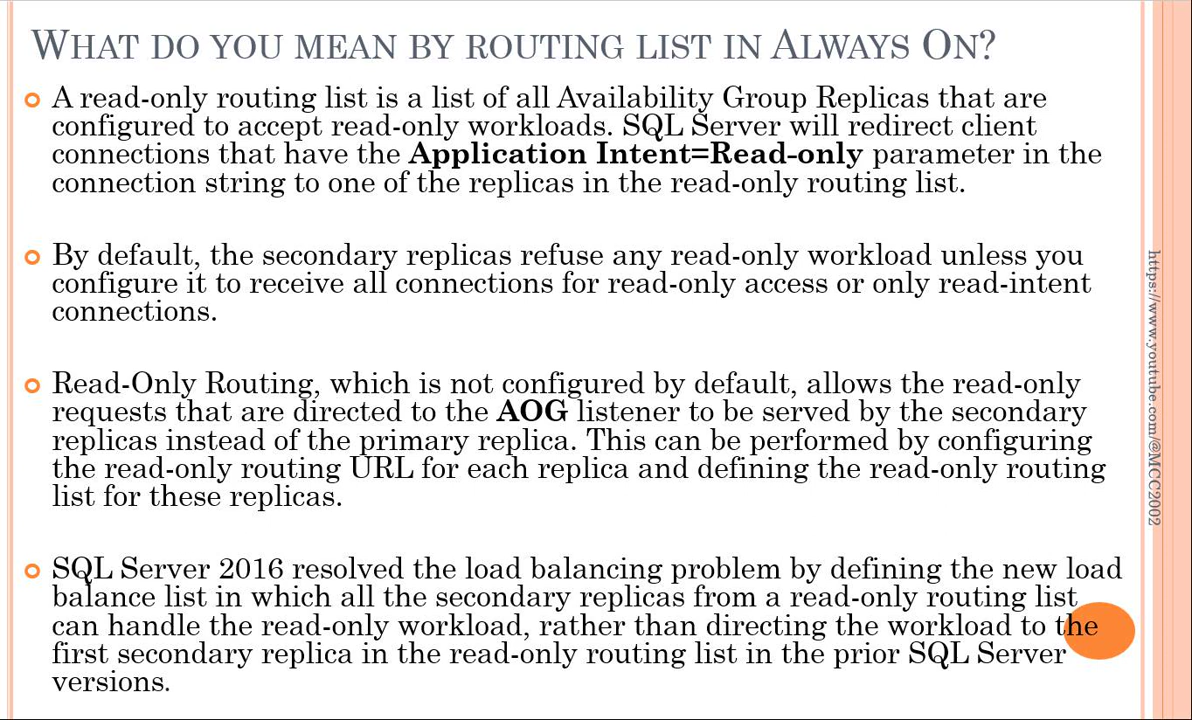 WHAT DO YOU MEAN BY ROUTING LIST IN ALWAYS ON?
A read-only routing list is a list of all Availability Group Replicas that are
configured to accept read-only workloads. SQL Server will redirect client
connections that have the Application Intent=Read-only parameter in the
connection string to one of the replicas in the read-only routing list.
By default, the secondary replicas refuse any read-only workload unless you
configure it to receive all connections for read-only access or only read-intent
connections.
Read-Only Routing, which is not configured by default, allows the read-only
requests that are directed to the AOG listener to be served by the secondary
replicas instead of the primary replica. This can be performed by configuring
the read-only routing URL for each replica and defining the read-only routing
list for these replicas.
SQL Server 2016 resolved the load balancing problem by defining the new load
balance list in which all the secondary replicas from a read-only routing list
can handle the read-only workload, rather than directing the workload to the
first secondary replica in the read-only routing list in the prior SQL Server
versions.
https://www.youtube.com/@MCC2002